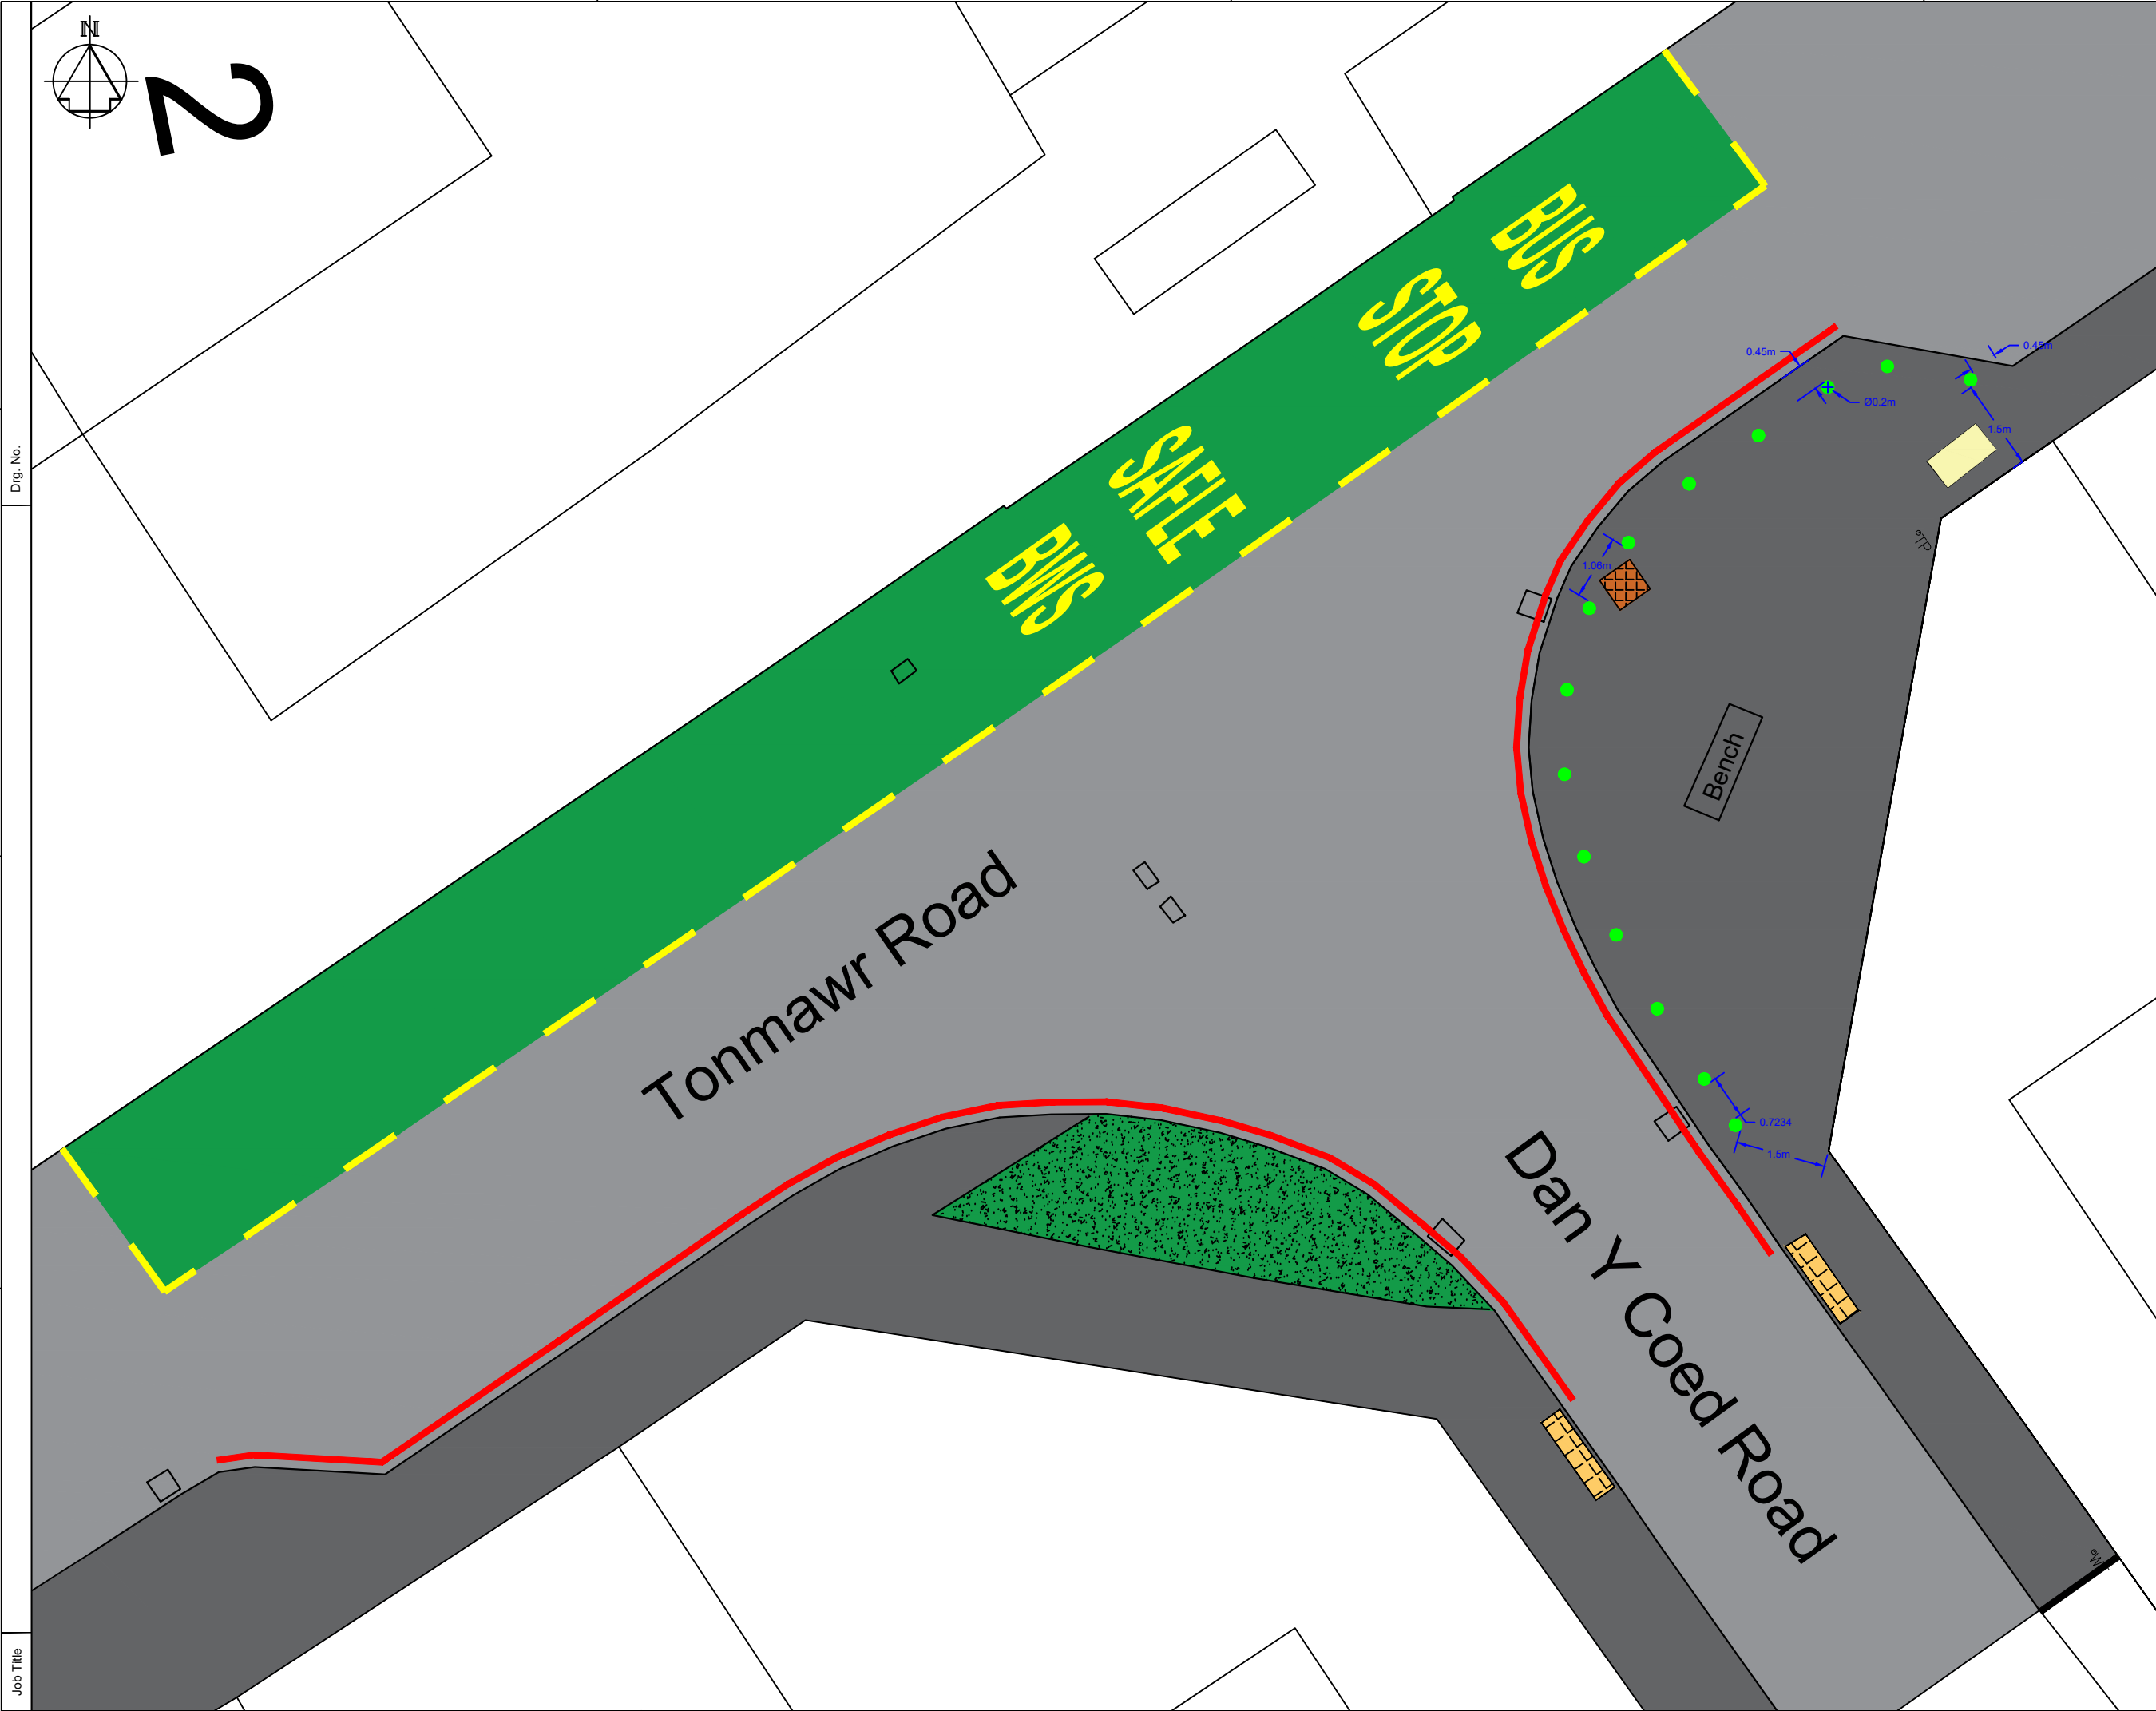 N
2
BUS
STOP
SAFE
BWS
Tonmawr Road
Dan Y Coed Road
Bench
0.45m
0.45m
Ø0.2m
1.5m
TP
1.06m
0.7234
1.5m
Drg. No.
Job Title